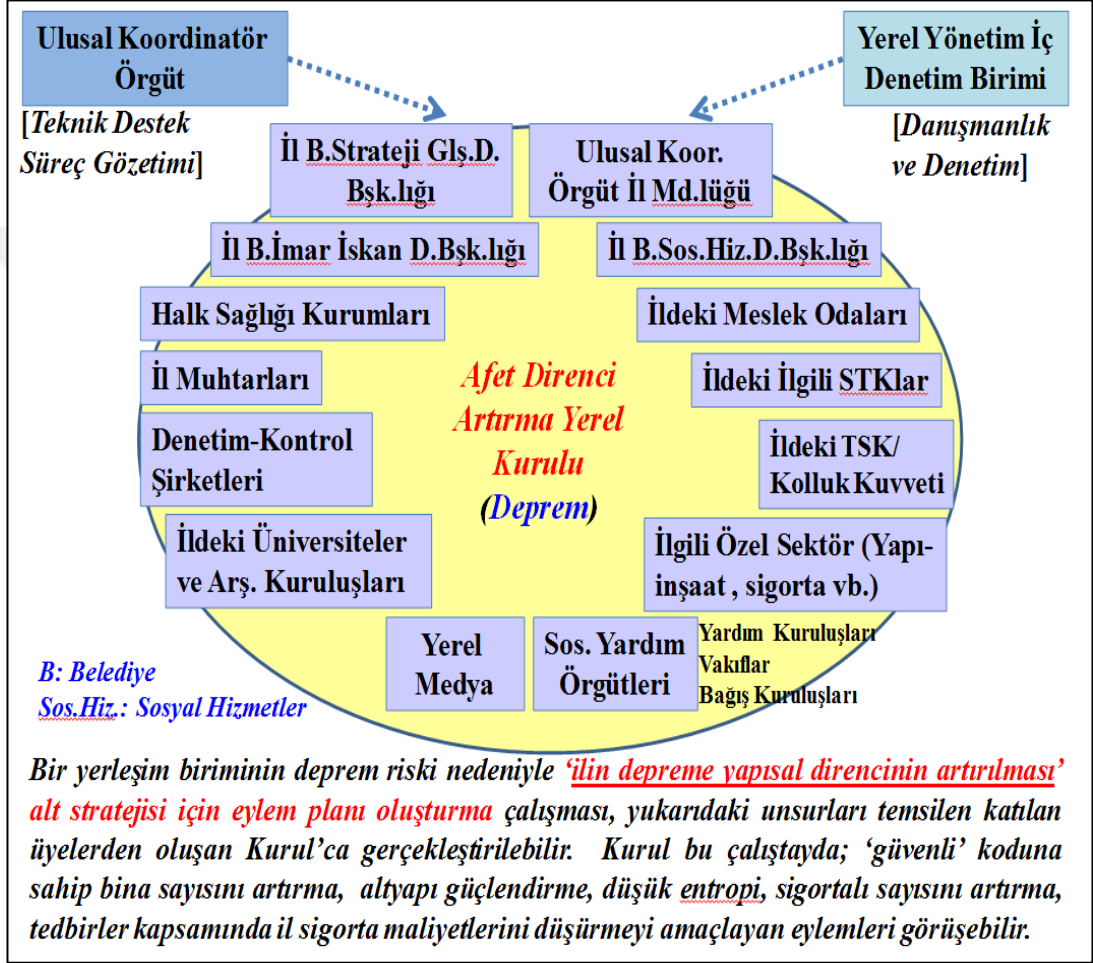 Ulusal Koordinatör
Örgüt
[Teknik Destek
Süreç Gözetimi]
Yerel Yönetim İç
Denetim Birimi
[Danışmanlık
ve Denetim]
İl B.Strateji Glş.D.
Bşk.lığı
Ulusal Koor.
Örgüt İl Md.lüğü
İl B.İmar İskan D.Bşk.lığı
İl B.Sos.Hiz.D.Bşk.lığı
Halk Sağlığı Kurumları
İldeki Meslek Odaları
İl Muhtarları
İldeki İlgili STKlar
Denetim-Kontrol
Şirketleri
İldeki TSK/
Kolluk Kuvveti
Afet Direnci
Artırma Yerel
Kurulu
(Deprem)
İldeki Üniversiteler
ve Arş. Kuruluşları
İlgili Özel Sektör (Yapı-
inşaat , sigorta vb.)
Yerel
Medya
Sos. Yardım
Örgütleri
Yardım Kuruluşları
Vakıflar
Bağış Kuruluşları
B: Belediye
Sos.Hiz.: Sosyal Hizmetler
Bir yerleşim biriminin deprem riski nedeniyle ‘ilin depreme yapısal direncinin artırılması’
alt stratejisi için eylem planı oluşturma çalışması, yukarıdaki unsurları temsilen katılan
üyelerden oluşan Kurul’ca gerçekleştirilebilir. Kurul bu çalıştayda; ‘güvenli’ koduna
sahip bina sayısını artırma, altyapı güçlendirme, düşük entropi, sigortalı sayısını artırma,
tedbirler kapsamında il sigorta maliyetlerini düşürmeyi amaçlayan eylemleri görüşebilir.